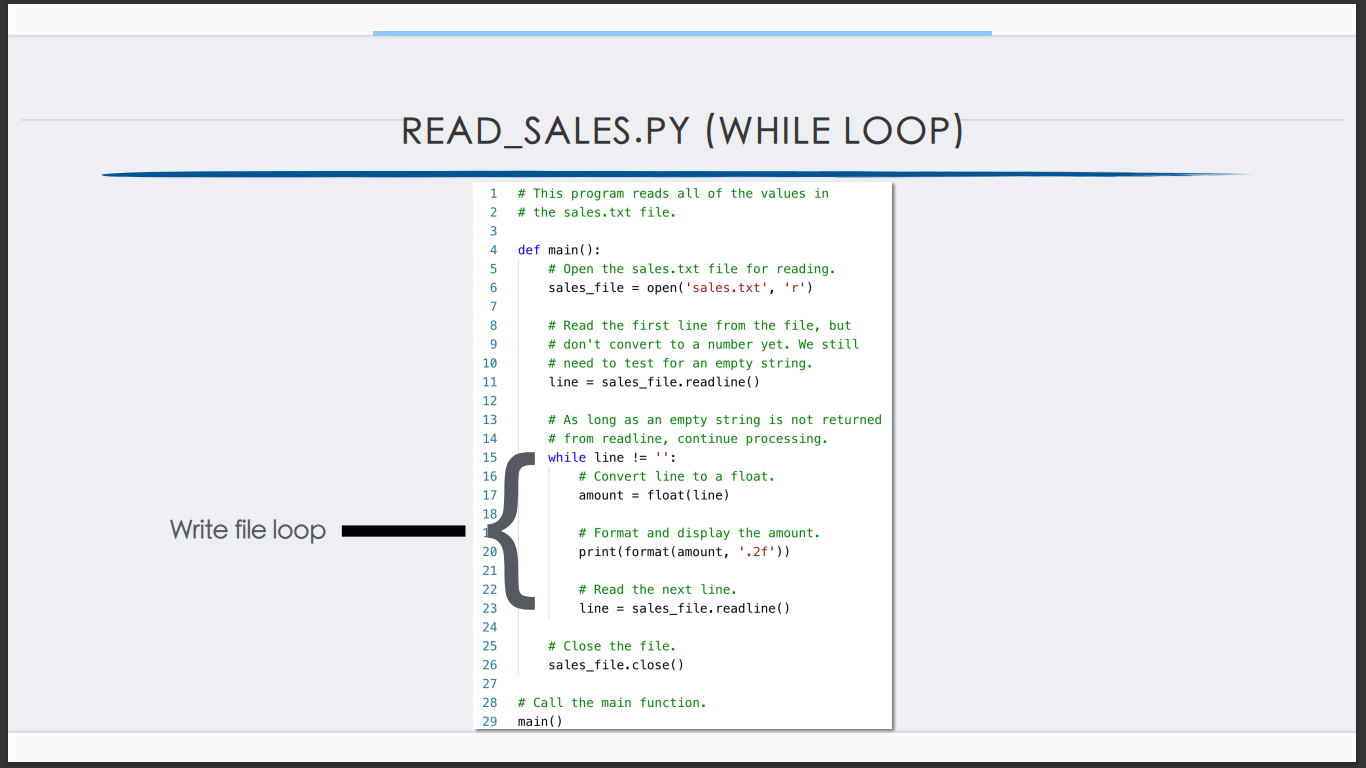 READ_SALES.PY (WHILE LOOP)
1 # This program reads all of the values in
2 # the sales.txt file.
3
4 def main():
5     # Open the sales.txt file for reading.
6     sales_file = open('sales.txt', 'r')
7
8     # Read the first line from the file, but
9     # don't convert to a number yet. We still
10     # need to test for an empty string.
11     line = sales_file.readline()
12
13     # As long as an empty string is not returned
14     # from readline, continue processing.
15     while line != '':
16         # Convert line to a float.
17         amount = float(line)
18
Write file loop
19         # Format and display the amount.
20         print(format(amount, '.2f'))
21
22         # Read the next line.
23         line = sales_file.readline()
24
25     # Close the file.
26     sales_file.close()
27
28 # Call the main function.
29 main()